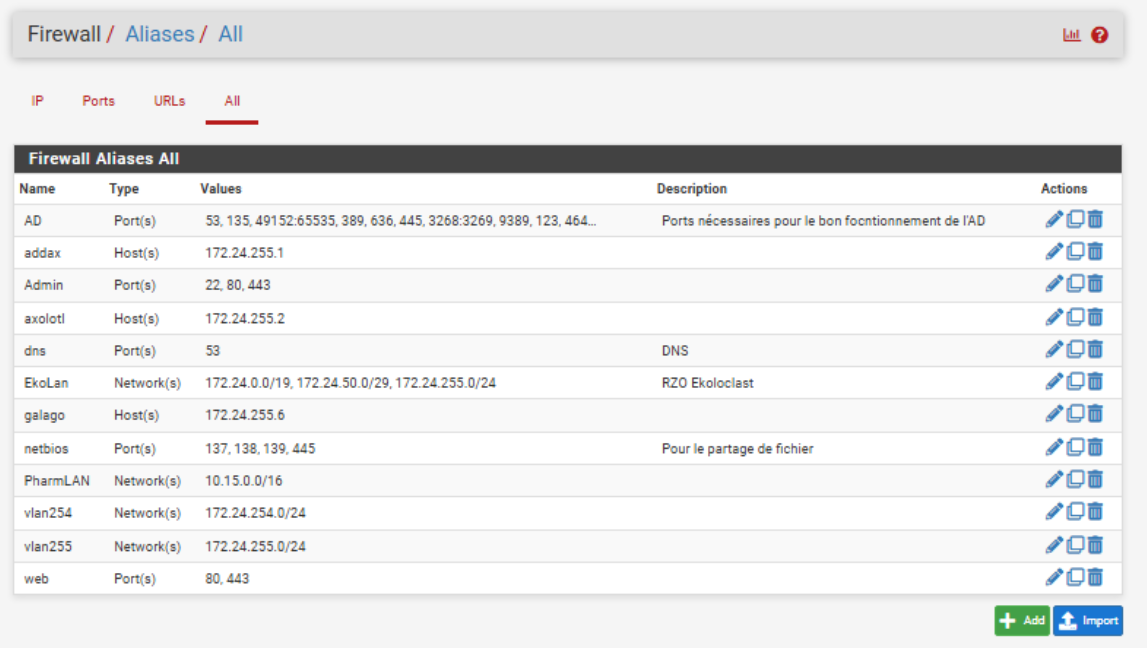 Firewall / Aliases / All
IP Ports URLs All
Firewall Aliases All
Name Type Values Description Actions
AD Port(s) 53, 135, 49152:65535, 389, 636, 445, 3268:3269, 9389, 123, 464... Ports nécessaires pour le bon focntionnement de l'AD
addax Host(s) 172.24.255.1
Admin Port(s) 22, 80, 443
axolotl Host(s) 172.24.255.2
dns Port(s) 53 DNS
EkoLan Network(s) 172.24.0.0/19, 172.24.50.0/29, 172.24.255.0/24 RZO Ekoloclast
galago Host(s) 172.24.255.6
netbios Port(s) 137, 138, 139, 445 Pour le partage de fichier
PharmLAN Network(s) 10.15.0.0/16
vlan254 Network(s) 172.24.254.0/24
vlan255 Network(s) 172.24.255.0/24
web Port(s) 80, 443
Add Import